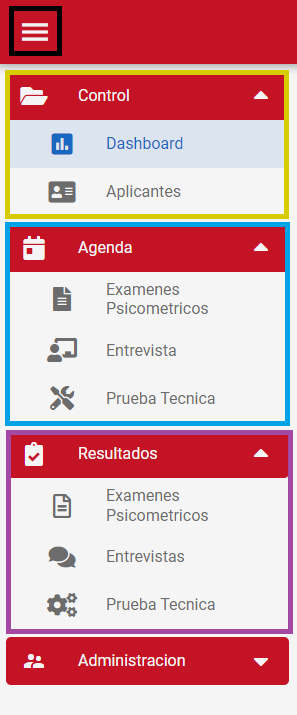 Control
Dashboard
Aplicantes
Agenda
Examenes
Psicometricos
Entrevista
Prueba Tecnica
Resultados
Examenes
Psicometricos
Entrevistas
Prueba Tecnica
Administracion